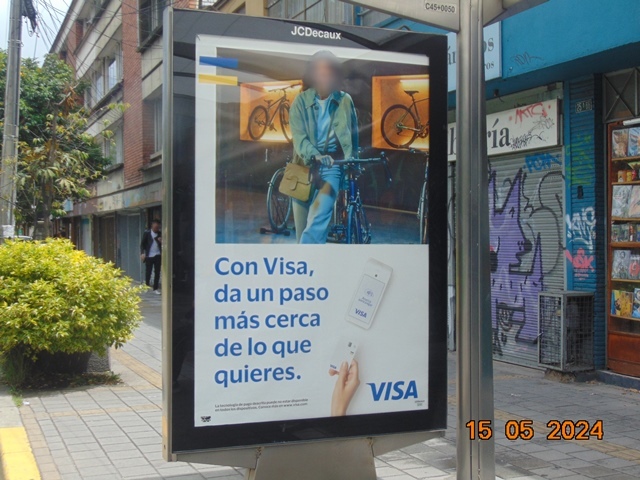 C45+0050
JCDecaux
Con Visa,
da un paso
más cerca
de lo que
quieres.
VISA
VISA
ría
15 05 2024